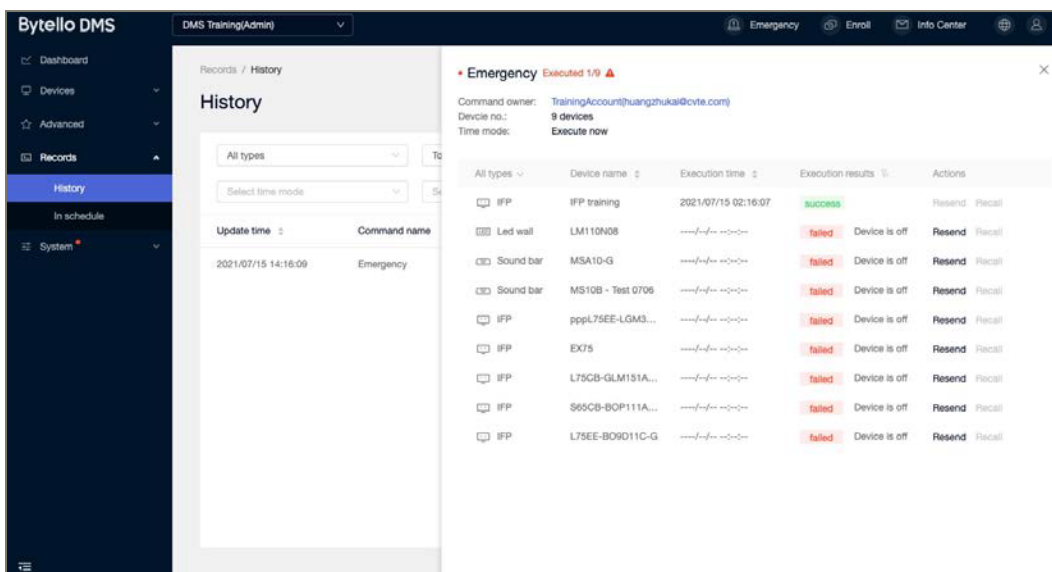 Bytello DMS
DMS Training(Admin)
Emergency
Enroll
Info Center
Dashboard
Devices
Advanced
Records
History
In schedule
System
Records / History
History
All types
To
Select time mode
Se
Update time
Command name
2021/07/15 14:16:09
Emergency
Emergency Executed 1/9
Command owner: TrainingAccount(huangzhukai@cvte.com)
Devcie no.: 9 devices
Time mode: Execute now
All types Device name Execution time Execution results Actions
IFP IFP training 2021/07/15 02:16:07 success Resend Recall
Led wall LM110N08 ----/--/-- --:--:-- failed Device is off Resend Recall
Sound bar MSA10-G ----/--/-- --:--:-- failed Device is off Resend Recall
Sound bar MS10B - Test 0706 ----/--/-- --:--:-- failed Device is off Resend Recall
IFP pppL75EE-LGM3... ----/--/-- --:--:-- failed Device is off Resend Recall
IFP EX75 ----/--/-- --:--:-- failed Device is off Resend Recall
IFP L75CB-GLM151A... ----/--/-- --:--:-- failed Device is off Resend Recall
IFP S65CB-BOP111A... ----/--/-- --:--:-- failed Device is off Resend Recall
IFP L75EE-BO9D11C-G ----/--/-- --:--:-- failed Device is off Resend Recall